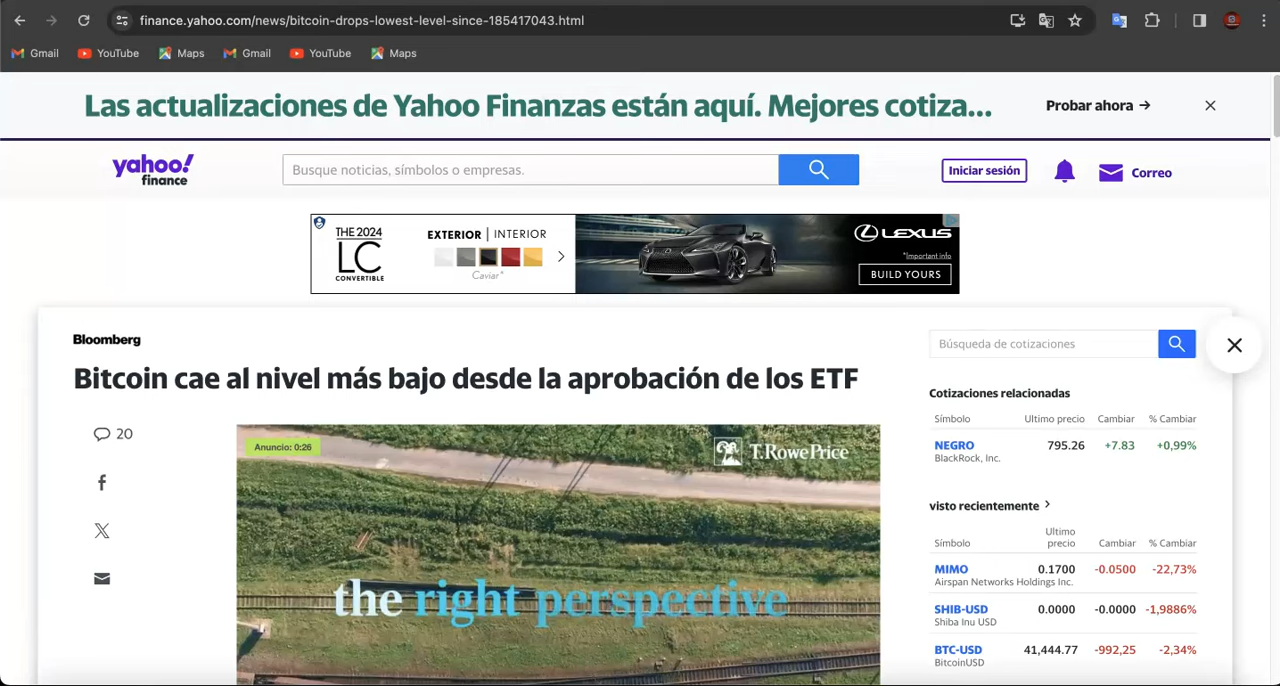 finance.yahoo.com/news/bitcoin-drops-lowest-level-since-185417043.html
Gmail YouTube Maps Gmail YouTube Maps
Las actualizaciones de Yahoo Finanzas están aquí. Mejores cotiza... Probar ahora →
yahoo!
finance
Busque noticias, símbolos o empresas.
Iniciar sesión
Correo
THE 2024
LC
CONVERTIBLE
EXTERIOR | INTERIOR
Caviar*
LEXUS
*Important info
BUILD YOURS
Bloomberg
Bitcoin cae al nivel más bajo desde la aprobación de los ETF
20
Anuncio: 0:26
T.RowePrice
the right perspective
Búsqueda de cotizaciones
Cotizaciones relacionadas
Símbolo Ultimo precio Cambiar % Cambiar
NEGRO 795.26 +7.83 +0,99%
BlackRock, Inc.
visto recientemente
Símbolo Ultimo precio Cambiar % Cambiar
MIMO 0.1700 -0.0500 -22,73%
Airspan Networks Holdings Inc.
SHIB-USD 0.0000 -0.0000 -1,9886%
Shiba Inu USD
BTC-USD 41,444.77 -992,25 -2,34%
BitcoinUSD